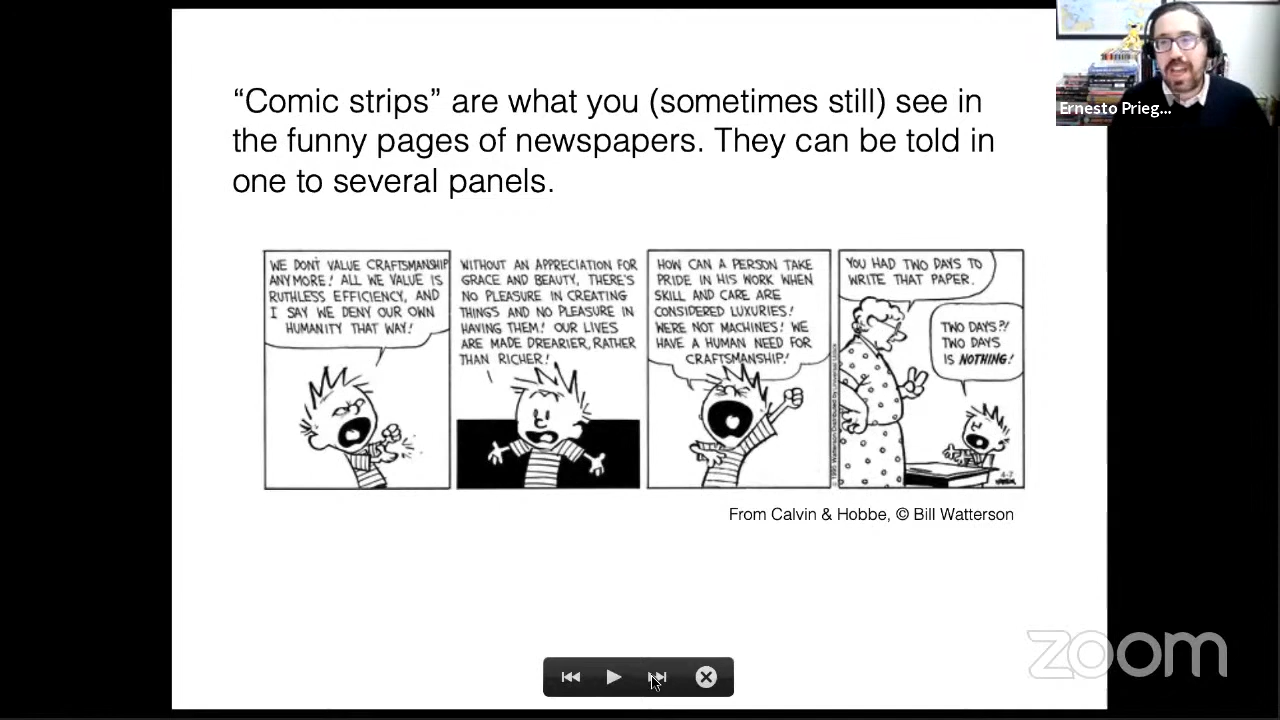 “Comic strips” are what you (sometimes still) see in
the funny pages of newspapers. They can be told in
one to several panels.
WE DON'T VALUE CRAFTSMANSHIP
ANYMORE! ALL WE VALUE IS
RUTHLESS EFFICIENCY, AND
I SAY WE DENY OUR OWN
HUMANITY THAT WAY!
WITHOUT AN APPRECIATION FOR
GRACE AND BEAUTY, THERE'S
NO PLEASURE IN CREATING
THINGS AND NO PLEASURE IN
HAVING THEM! OUR LIVES
ARE MADE DREARIER, RATHER
THAN RICHER!
HOW CAN A PERSON TAKE
PRIDE IN HIS WORK WHEN
SKILL AND CARE ARE
CONSIDERED LUXURIES!
WE'RE NOT MACHINES! WE
HAVE A HUMAN NEED FOR
CRAFTSMANSHIP!
YOU HAD TWO DAYS TO
WRITE THAT PAPER.
TWO DAYS?!
TWO DAYS
IS NOTHING!
4-7
From Calvin & Hobbe, © Bill Watterson
Ernesto Prieg...
zoom